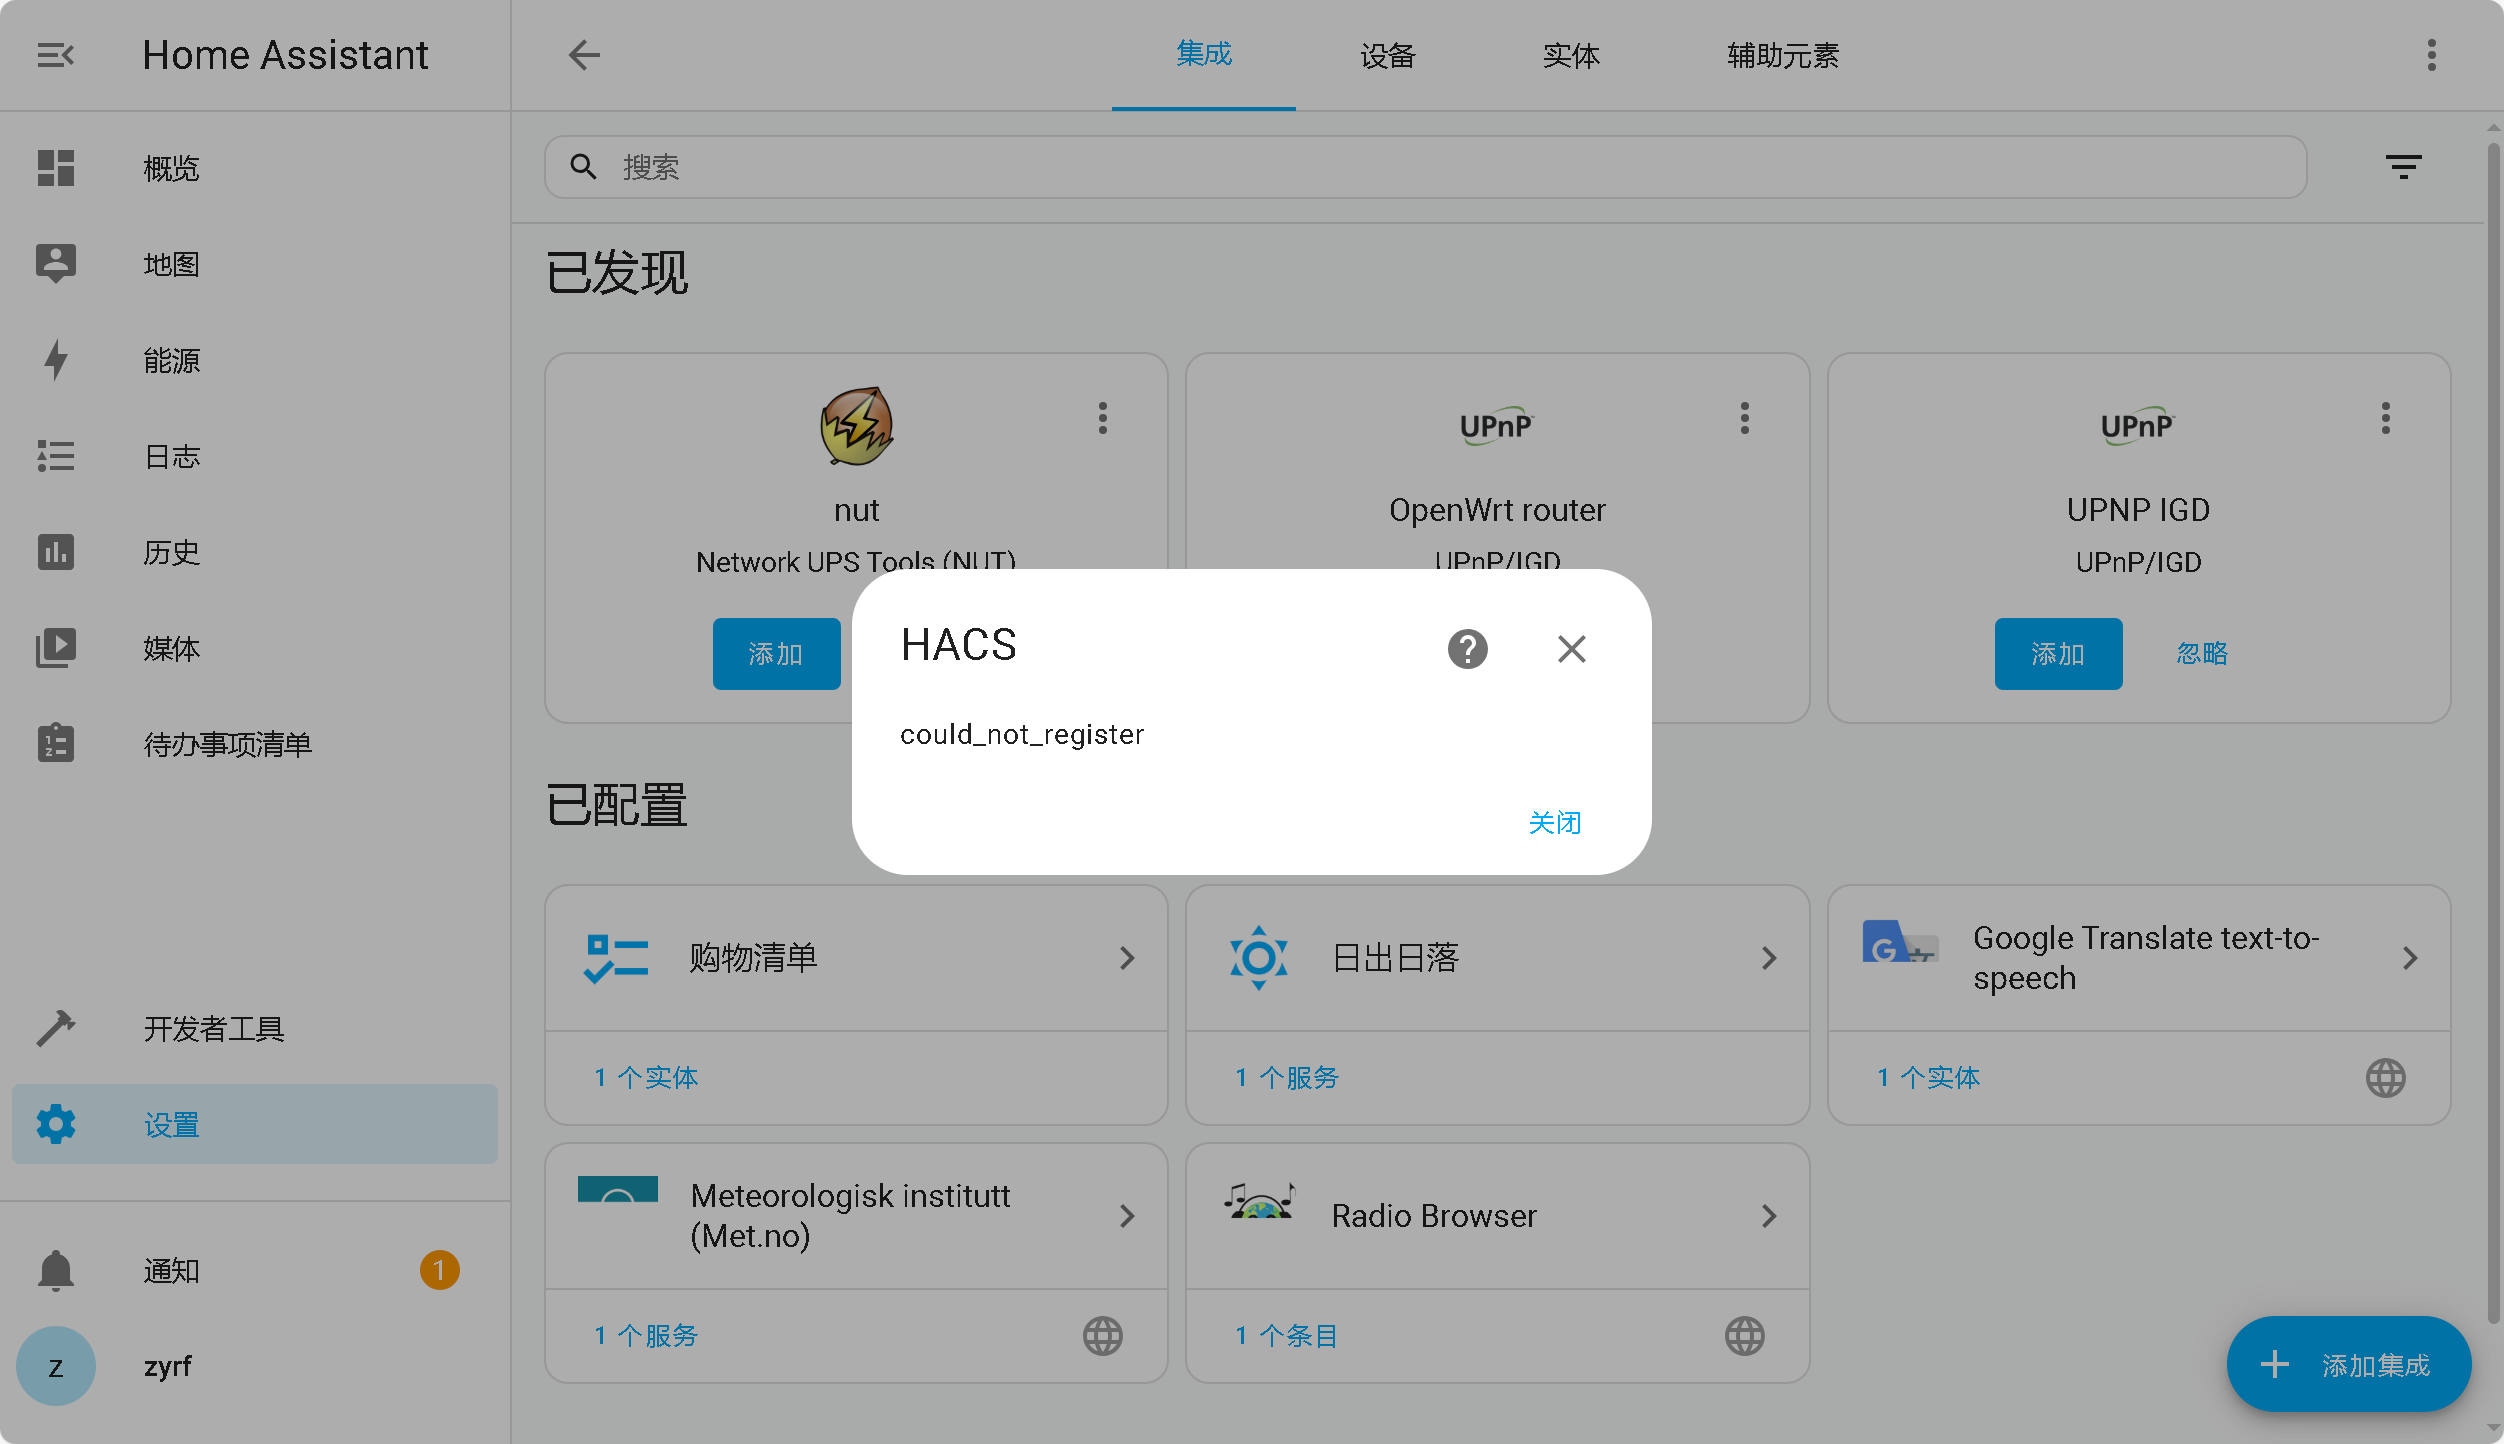 Home Assistant
集成
设备
实体
辅助元素
概览
地图
能源
日志
历史
媒体
待办事项清单
开发者工具
设置
通知
1
z
zyrf
搜索
已发现
nut
Network UPS Tools (NUT)
添加
UPnP
OpenWrt router
UPnP/IGD
UPnP
UPNP IGD
UPnP/IGD
添加
忽略
HACS
could_not_register
关闭
已配置
购物清单
1 个实体
日出日落
1 个服务
Google Translate text-to-
speech
1 个实体
Meteorologisk institutt
(Met.no)
1 个服务
Radio Browser
1 个条目
添加集成